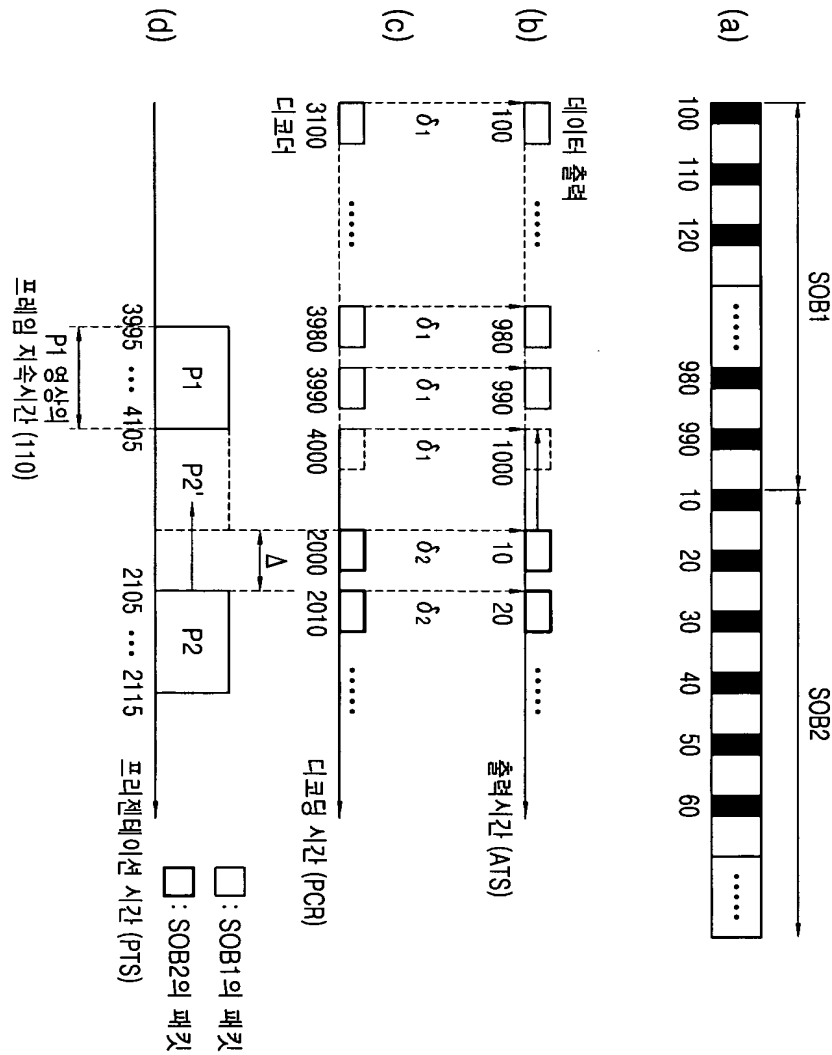 SOB1
SOB2
(a)
100 110 120 ····· 980 990 10 20 30 40 50 60 ·····
데이터 출력
(b)
····· ·····
100 980 990 1000 10 20
출력시간 (ATS)
(c)
δ1 δ1 δ1 δ1 δ2 δ2
····· ·····
3100 3980 3990 4000 2000 2010
디코더
디코딩 시간 (PCR)
Δ
(d)
P1 P2' P2
3995 ··· 4105 2105 ··· 2115
프리젠테이션 시간 (PTS)
P1 영상의
프레임 지속시간 (110)
: SOB1의 패킷
: SOB2의 패킷